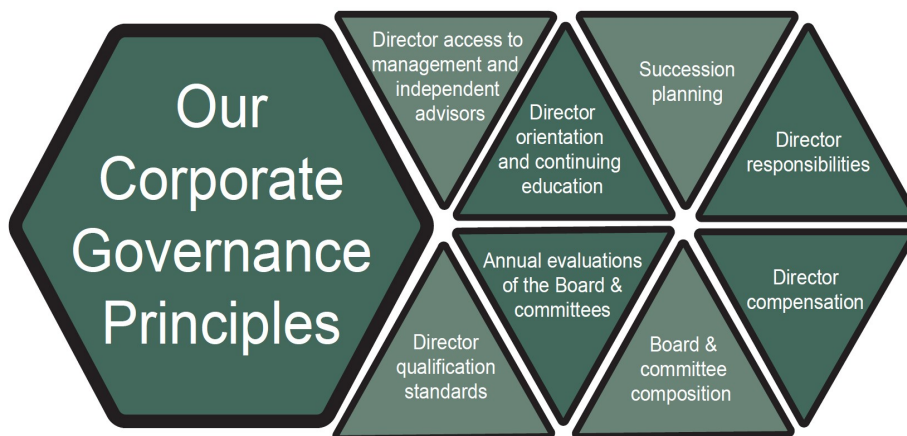 Our
Corporate
Governance
Principles
Director access to
management and
independent
advisors
Director
orientation
and continuing
education
Succession
planning
Director
responsibilities
Director
qualification
standards
Annual evaluations
of the Board &
committees
Board &
committee
composition
Director
compensation